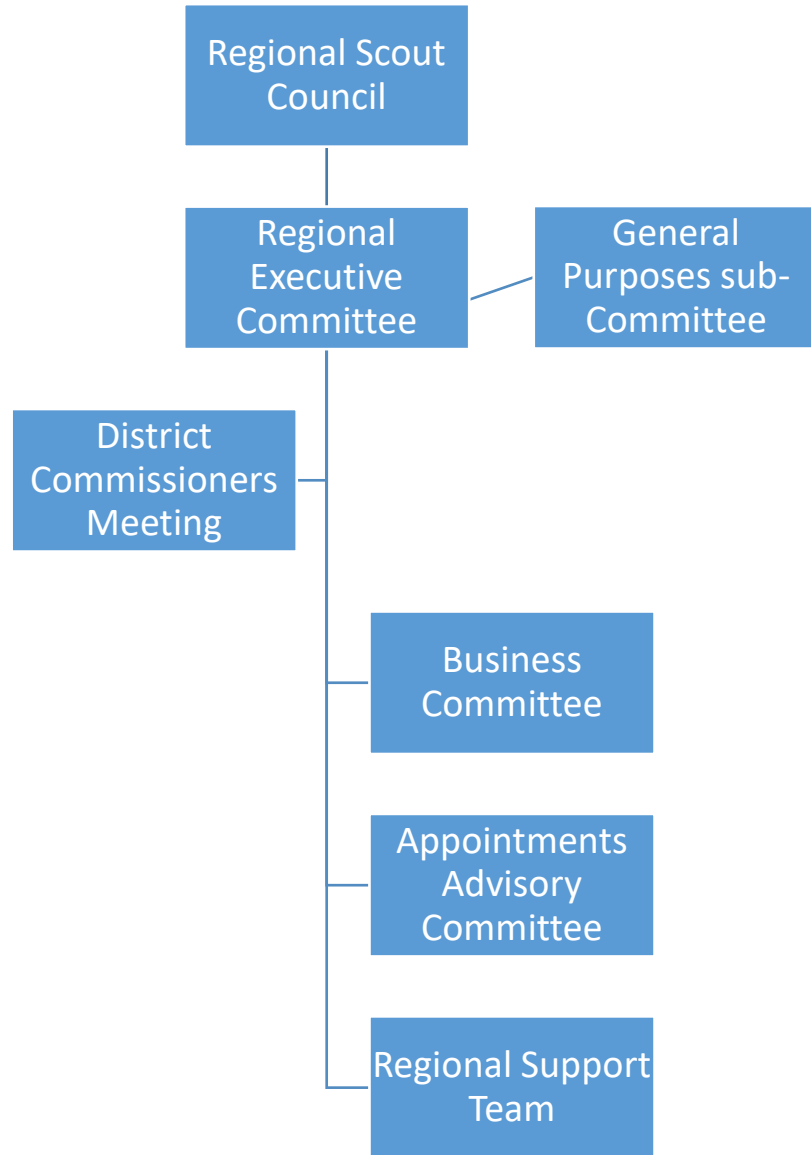 Regional Scout
Council
Regional
Executive
Committee
General
Purposes sub-
Committee
District
Commissioners
Meeting
Business
Committee
Appointments
Advisory
Committee
Regional Support
Team